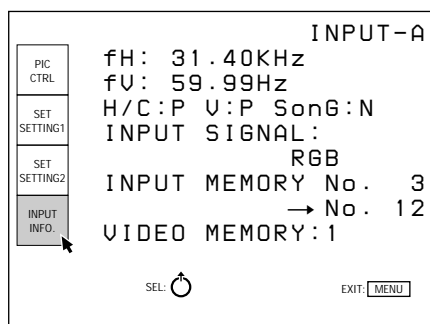 INPUT-A
PIC
CTRL
SET
SETTING1
SET
SETTING2
INPUT
INFO.
fH: 31.40KHz
fV: 59.99Hz
H/C:P V:P SonG:N
INPUT SIGNAL:
RGB
INPUT MEMORY No. 3
→ No. 12
VIDEO MEMORY:1
SEL:
EXIT: MENU